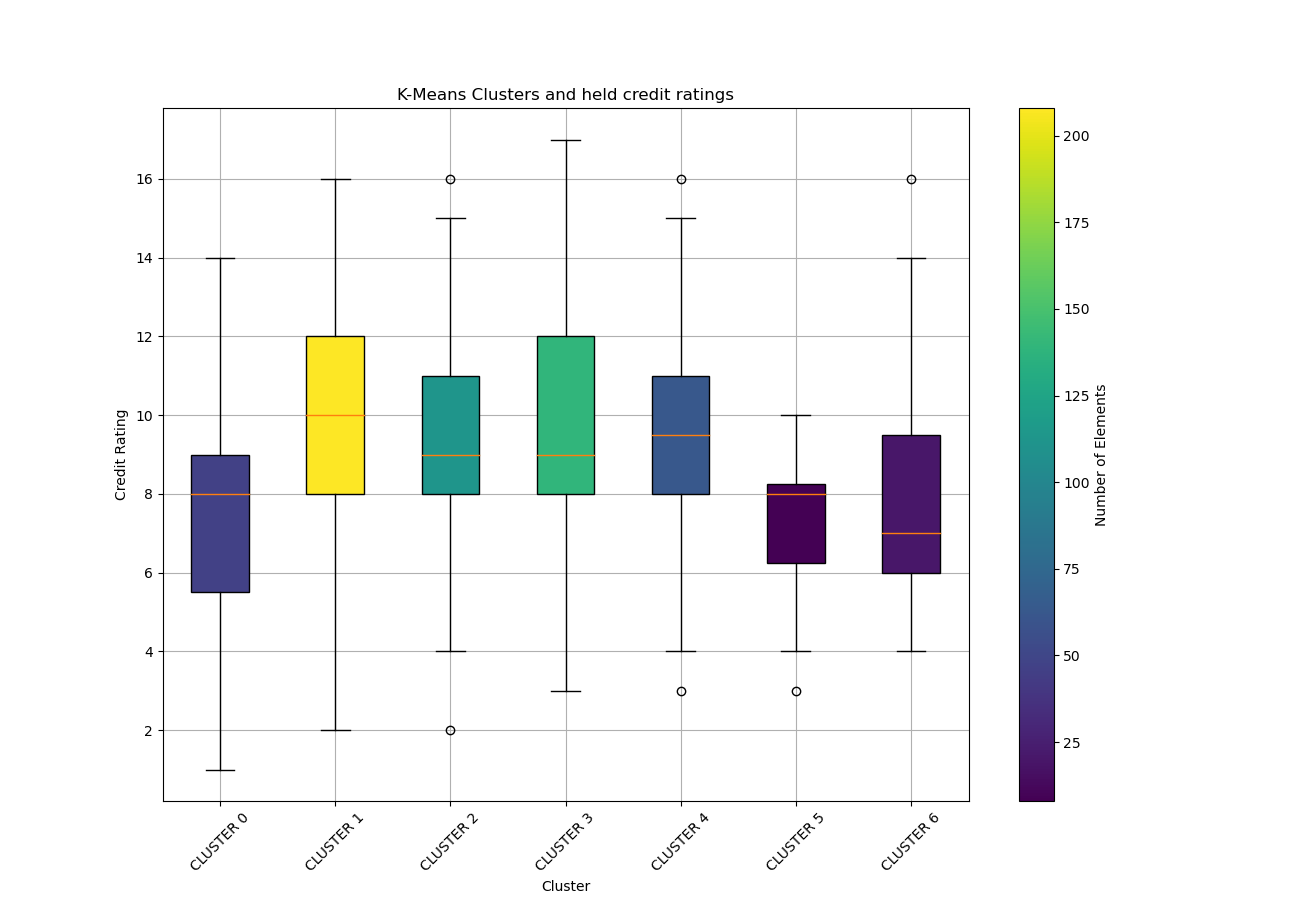 K-Means Clusters and held credit ratings
Credit Rating
16
14
12
10
8
6
4
2
CLUSTER 0
CLUSTER 1
CLUSTER 2
CLUSTER 3
CLUSTER 4
CLUSTER 5
CLUSTER 6
Cluster
200
175
150
125
100
75
50
25
Number of Elements